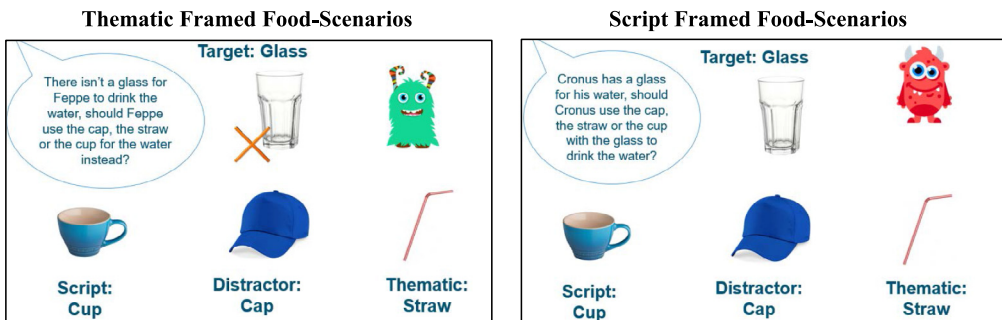 Thematic Framed Food-Scenarios
Target: Glass
There isn't a glass for
Feppe to drink the
water, should Feppe
use the cap, the straw
or the cup for the water
instead?
Script:
Cup
Distractor:
Cap
Thematic:
Straw
Script Framed Food-Scenarios
Target: Glass
Cronus has a glass
for his water, should
Cronus use the cap,
the straw or the cup
with the glass to
drink the water?
Script:
Cup
Distractor:
Cap
Thematic:
Straw